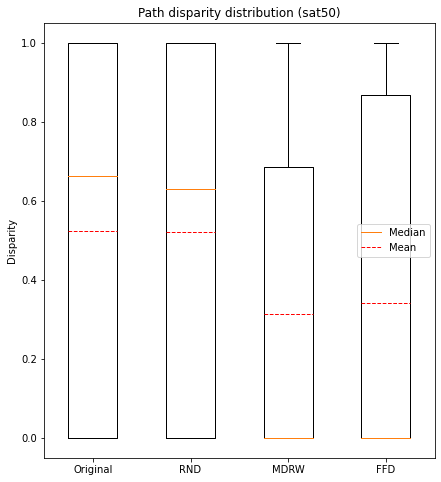 Path disparity distribution (sat50)
1.0
0.8
0.6
0.4
0.2
0.0
Disparity
Median
Mean
Original
RND
MDRW
FFD